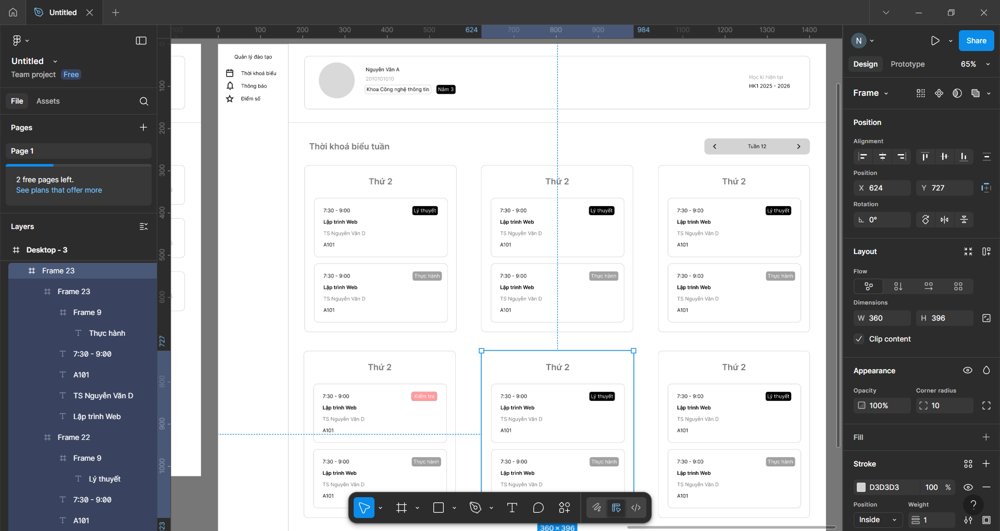 Untitled
Untitled
Team project Free
File Assets
Pages
Page 1
2 free pages left.
See plans that offer more
Layers
Desktop - 3
Frame 23
Frame 23
Frame 9
Thực hành
7:30 - 9:00
A101
TS Nguyễn Văn D
Lập trình Web
Frame 22
Frame 9
Lý thuyết
7:30 - 9:00
A101
100 0 100 200 300 400 500 624 700 800 900 984 1100 1200 1300 1400
0
100
200
300
400
500
600
727
800
900
1000
23
Quản lý đào tạo
Thời khoá biểu
Thông báo
Điểm số
Nguyễn Văn A
2010101010
Khoa Công nghệ thông tin Năm 3
Học kì hiện tại
HK1 2025 - 2026
Thời khoá biểu tuần
Tuần 12
Thứ 2
7:30 - 9:00 Lý thuyết
Lập trình Web
TS Nguyễn Văn D
A101
7:30 - 9:00 Thực hành
Lập trình Web
TS Nguyễn Văn D
A101
Thứ 2
7:30 - 9:00 Lý thuyết
Lập trình Web
TS Nguyễn Văn D
A101
7:30 - 9:00 Thực hành
Lập trình Web
TS Nguyễn Văn D
A101
Thứ 2
7:30 - 9:00 Lý thuyết
Lập trình Web
TS Nguyễn Văn D
A101
7:30 - 9:00 Thực hành
Lập trình Web
TS Nguyễn Văn D
A101
Thứ 2
7:30 - 9:00 Kiểm tra
Lập trình Web
TS Nguyễn Văn D
A101
7:30 - 9:00 Thực hành
Lập trình Web
TS Nguyễn Văn D
A101
Thứ 2
7:30 - 9:00 Lý thuyết
Lập trình Web
TS Nguyễn Văn D
A101
7:30 - 9:00 Thực hành
Lập trình Web
TS Nguyễn Văn D
Thứ 2
7:30 - 9:00 Lý thuyết
Lập trình Web
TS Nguyễn Văn D
A101
7:30 - 9:00 Thực hành
Lập trình Web
TS Nguyễn Văn D
A101
360 × 396
N Share
Design Prototype 65%
Frame
Position
Alignment
Position
X 624 Y 727
Rotation
0°
Layout
Flow
Dimensions
W 360 H 396
Clip content
Appearance
Opacity Corner radius
100% 10
Fill
Stroke
D3D3D3 100 %
Position Weight
Inside 1
?